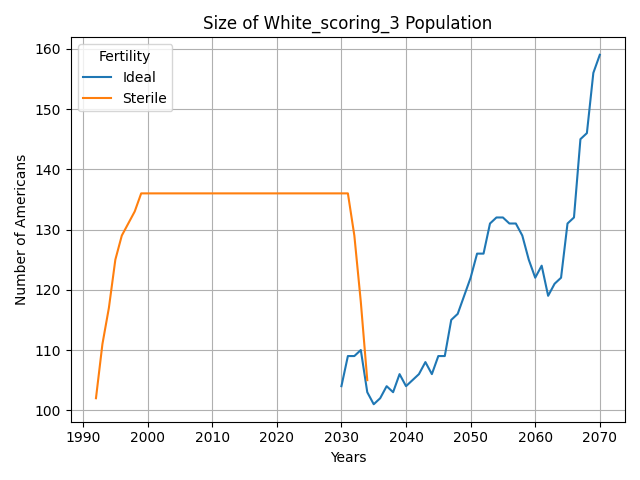 Size of White_scoring_3 Population
Fertility
Ideal
Sterile
Number of Americans
160
150
140
130
120
110
100
1990 2000 2010 2020 2030 2040 2050 2060 2070
Years